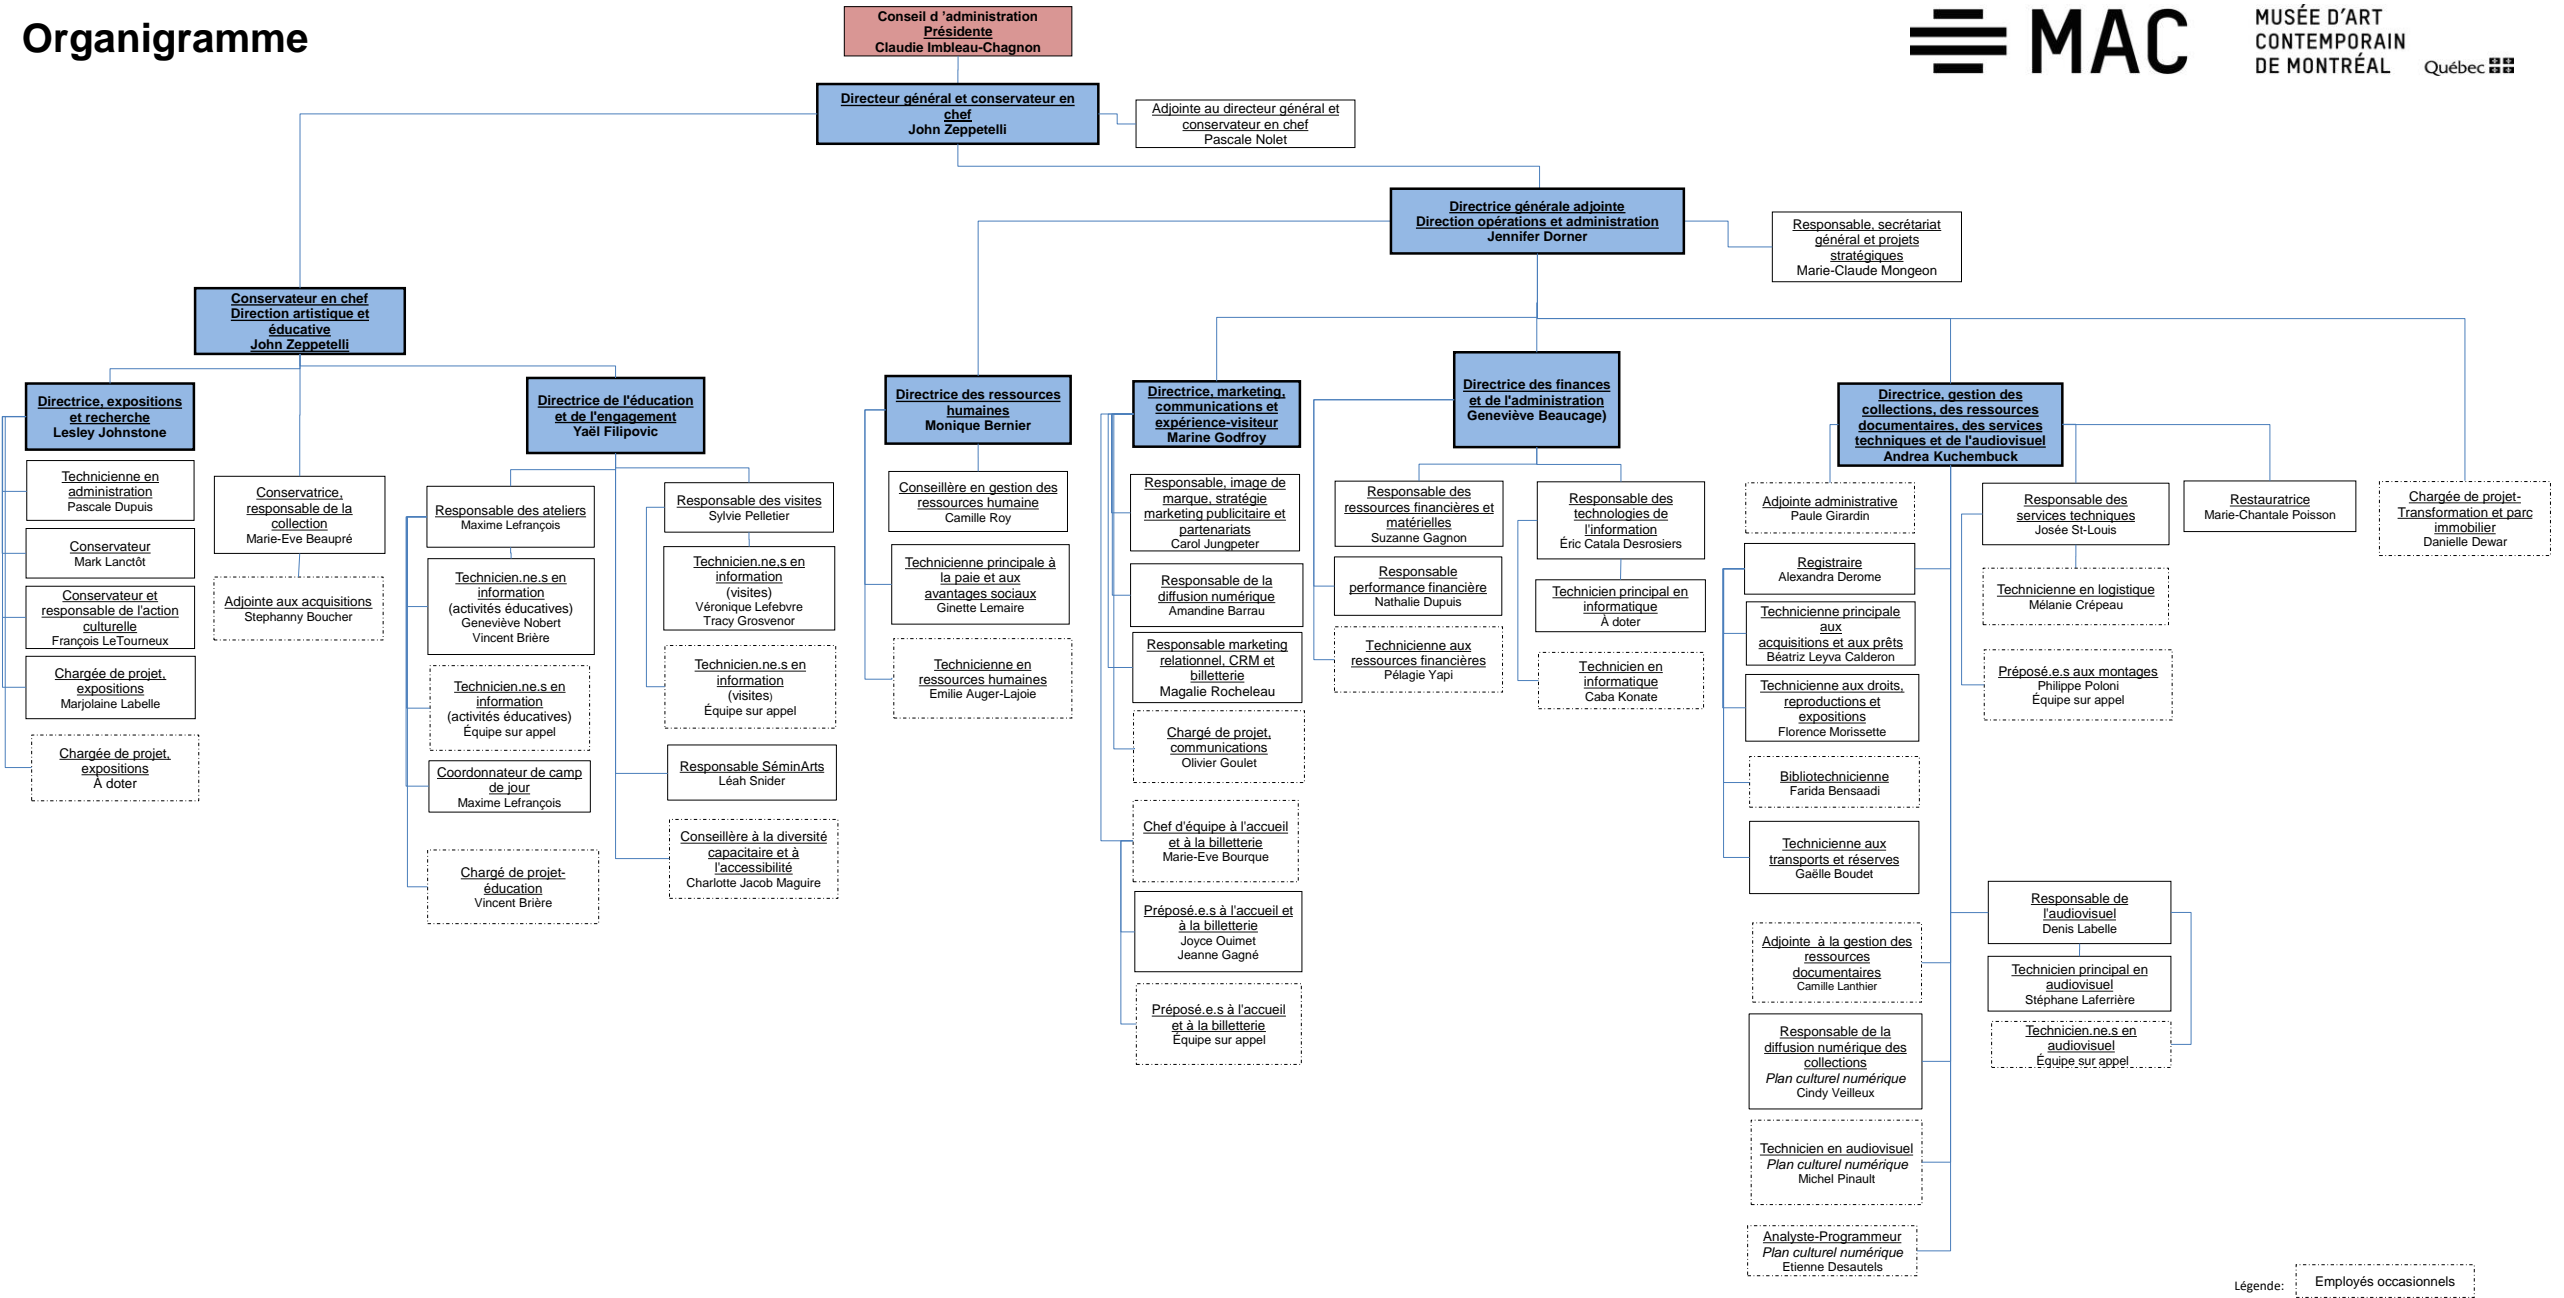 Organigramme
MAC
MUSÉE D'ART
CONTEMPORAIN
DE MONTRÉAL
Québec
Conseil d 'administration
Présidente
Claudie Imbleau-Chagnon
Directeur général et conservateur en
chef
John Zeppetelli
Adjointe au directeur général et
conservateur en chef
Pascale Nolet
Directrice générale adjointe
Direction opérations et administration
Jennifer Dorner
Responsable, secrétariat
général et projets
stratégiques
Marie-Claude Mongeon
Conservateur en chef
Direction artistique et
éducative
John Zeppetelli
Directrice, expositions
et recherche
Lesley Johnstone
Technicienne en
administration
Pascale Dupuis
Conservateur
Mark Lanctôt
Conservateur et
responsable de l'action
culturelle
François LeTourneux
Chargée de projet,
expositions
Marjolaine Labelle
Chargée de projet,
expositions
À doter
Conservatrice,
responsable de la
collection
Marie-Eve Beaupré
Adjointe aux acquisitions
Stephanny Boucher
Directrice de l'éducation
et de l'engagement
Yaël Filipovic
Responsable des ateliers
Maxime Lefrançois
Technicien.ne.s en
information
(activités éducatives)
Geneviève Nobert
Vincent Brière
Technicien.ne.s en
information
(activités éducatives)
Équipe sur appel
Coordonnateur de camp
de jour
Maxime Lefrançois
Chargé de projet-
éducation
Vincent Brière
Responsable des visites
Sylvie Pelletier
Technicien.ne,s en
information
(visites)
Véronique Lefebvre
Tracy Grosvenor
Technicien.ne.s en
information
(visites)
Équipe sur appel
Responsable SéminArts
Léah Snider
Conseillère à la diversité
capacitaire et à
l'accessibilité
Charlotte Jacob Maguire
Directrice des ressources
humaines
Monique Bernier
Conseillère en gestion des
ressources humaine
Camille Roy
Technicienne principale à
la paie et aux
avantages sociaux
Ginette Lemaire
Technicienne en
ressources humaines
Emilie Auger-Lajoie
Directrice, marketing,
communications et
expérience-visiteur
Marine Godfroy
Responsable, image de
marque, stratégie
marketing publicitaire et
partenariats
Carol Jungpeter
Responsable de la
diffusion numérique
Amandine Barrau
Responsable marketing
relationnel, CRM et
billetterie
Magalie Rocheleau
Chargé de projet,
communications
Olivier Goulet
Chef d'équipe à l'accueil
et à la billetterie
Marie-Eve Bourque
Préposé.e.s à l'accueil et
à la billetterie
Joyce Ouimet
Jeanne Gagné
Préposé.e.s à l'accueil
et à la billetterie
Équipe sur appel
Directrice des finances
et de l'administration
Geneviève Beaucage)
Responsable des
ressources financières et
matérielles
Suzanne Gagnon
Responsable
performance financière
Nathalie Dupuis
Technicienne aux
ressources financières
Pélagie Yapi
Responsable des
technologies de
l'information
Éric Catala Desrosiers
Technicien principal en
informatique
À doter
Technicien en
informatique
Caba Konate
Directrice, gestion des
collections, des ressources
documentaires, des services
techniques et de l'audiovisuel
Andrea Kuchembuck
Adjointe administrative
Paule Girardin
Registraire
Alexandra Derome
Technicienne principale
aux
acquisitions et aux prêts
Béatriz Leyva Calderon
Technicienne aux droits,
reproductions et
expositions
Florence Morissette
Bibliotechnicienne
Farida Bensaadi
Technicienne aux
transports et réserves
Gaëlle Boudet
Adjointe à la gestion des
ressources
documentaires
Camille Lanthier
Responsable de la
diffusion numérique des
collections
Plan culturel numérique
Cindy Veilleux
Technicien en audiovisuel
Plan culturel numérique
Michel Pinault
Analyste-Programmeur
Plan culturel numérique
Etienne Desautels
Responsable des
services techniques
Josée St-Louis
Technicienne en logistique
Mélanie Crépeau
Préposé.e.s aux montages
Philippe Poloni
Équipe sur appel
Responsable de
l'audiovisuel
Denis Labelle
Technicien principal en
audiovisuel
Stéphane Laferrière
Technicien.ne.s en
audiovisuel
Équipe sur appel
Restauratrice
Marie-Chantale Poisson
Chargée de projet-
Transformation et parc
immobilier
Danielle Dewar
Légende:
Employés occasionnels